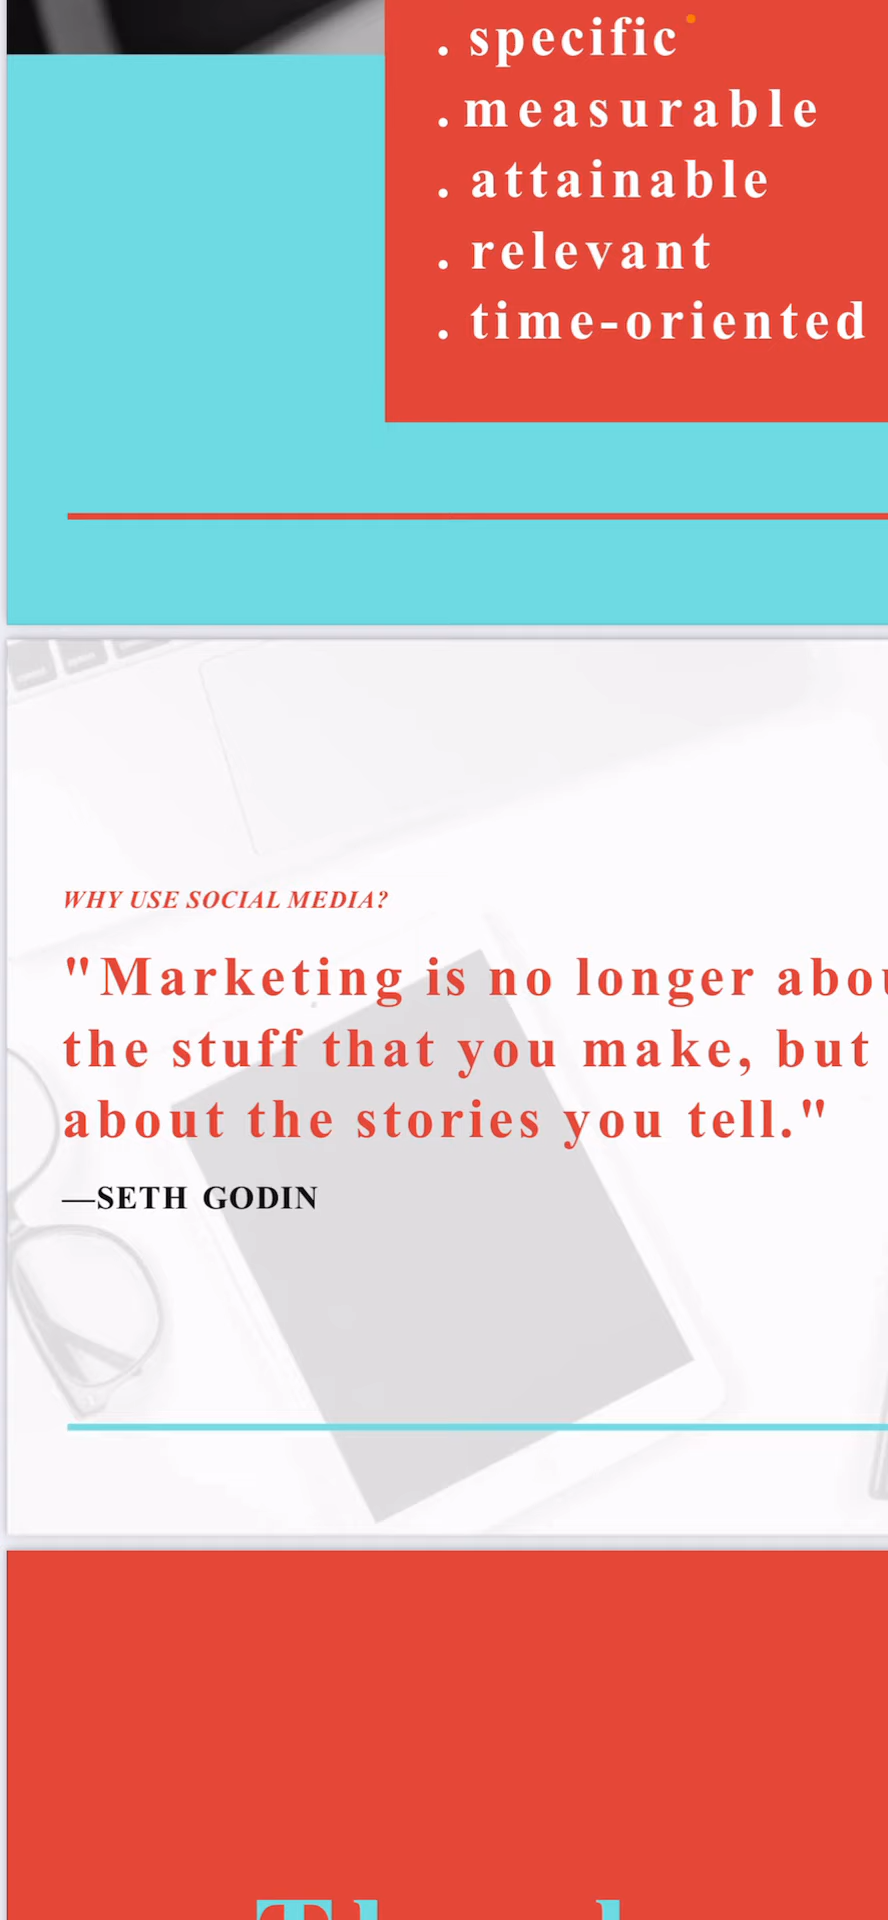 . specific
. measurable
. attainable
. relevant
. time-oriented
WHY USE SOCIAL MEDIA?
"Marketing is no longer abou
the stuff that you make, but
about the stories you tell."
—SETH GODIN